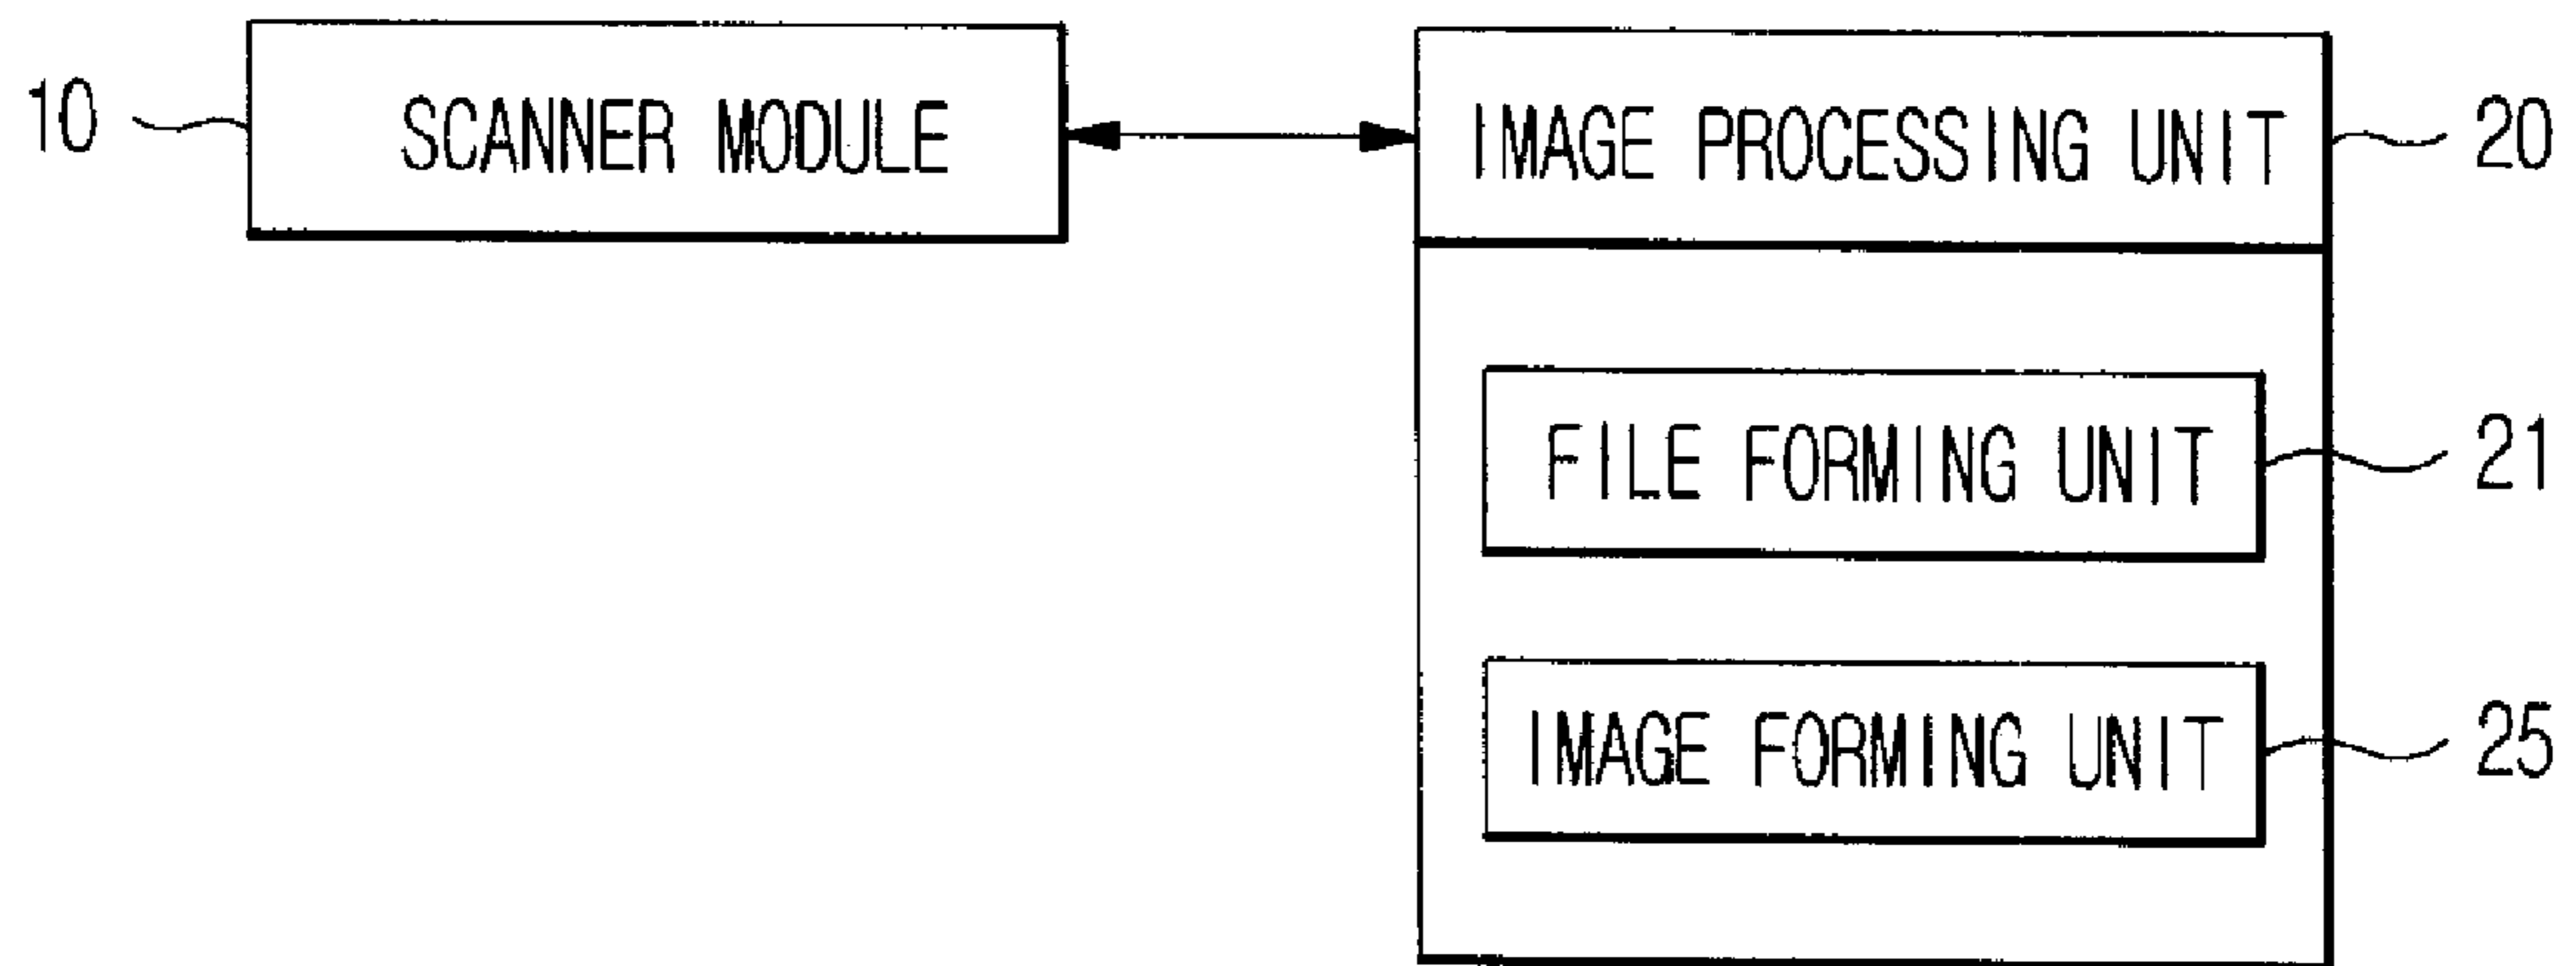 10 SCANNER MODULE IMAGE PROCESSING UNIT 20
FILE FORMING UNIT 21
IMAGE FORMING UNIT 25